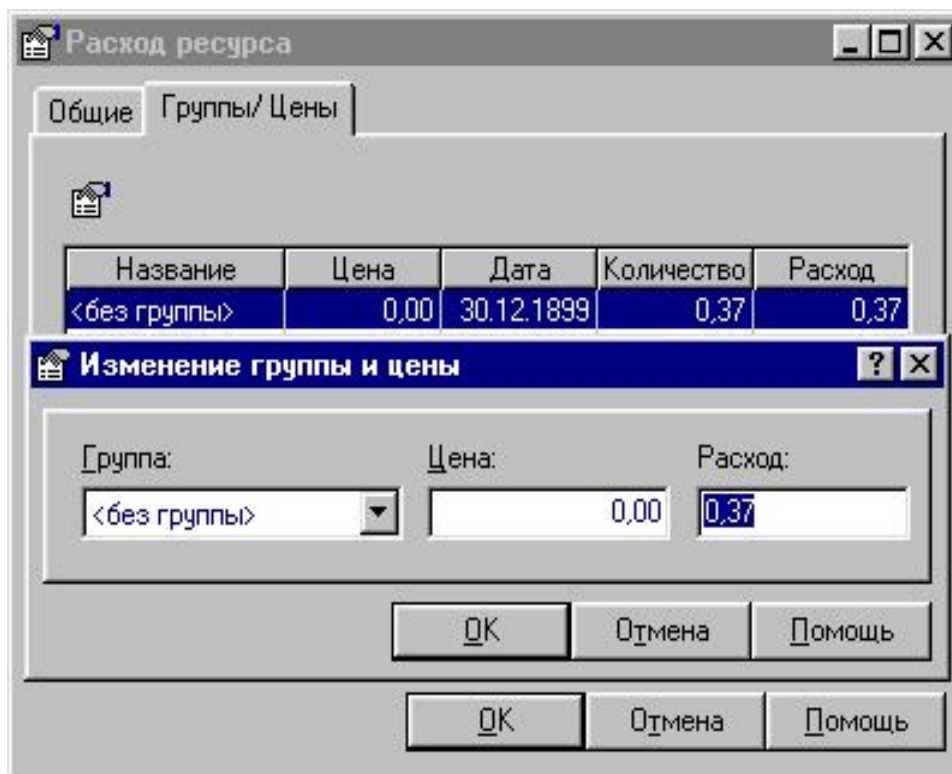 Расход ресурса
Общие Группы/ Цены
Название Цена Дата Количество Расход
<без группы> 0,00 30.12.1899 0,37 0,37
Изменение группы и цены
Группа: Цена: Расход:
<без группы> 0,00 0,37
OK Отмена Помощь
OK Отмена Помощь